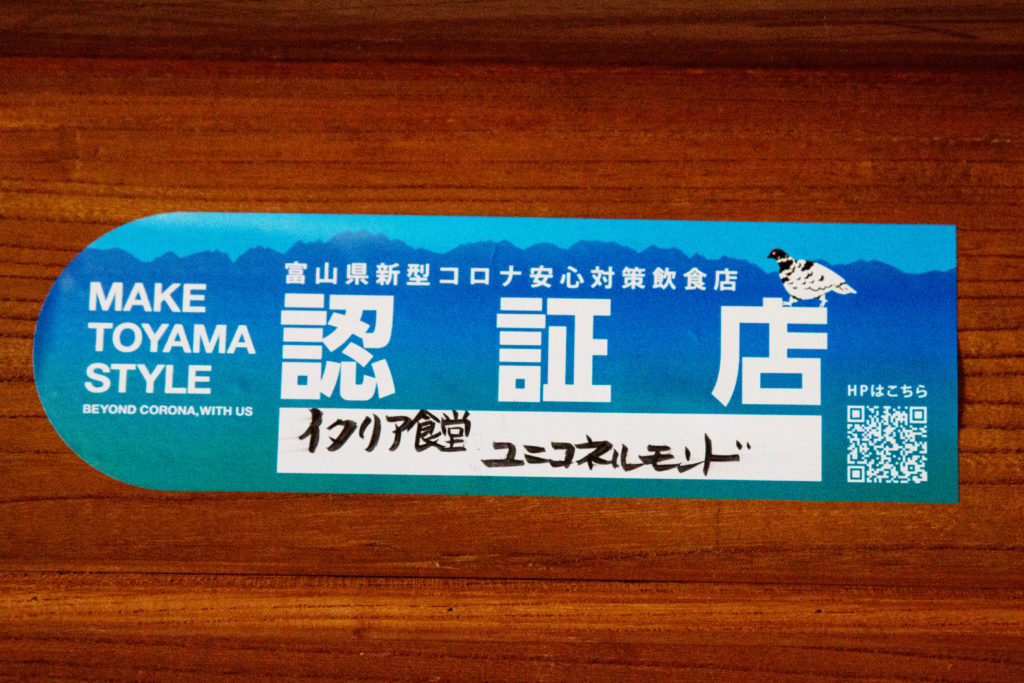 MAKE
TOYAMA
STYLE
BEYOND CORONA, WITH US
富山県新型コロナ安心対策飲食店
認証店
イタリア食堂 ユニコネルモンド
HPはこちら